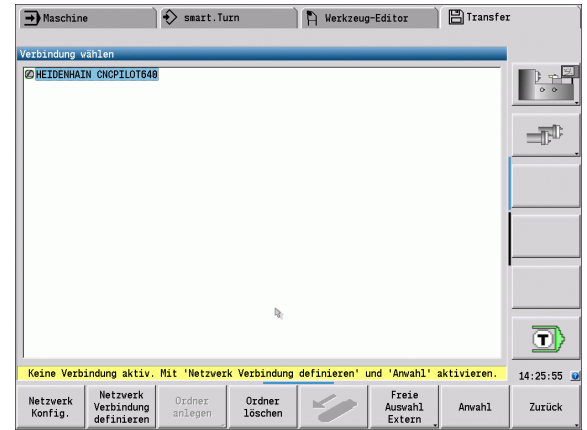 Maschine
smart.Turn
Werkzeug-Editor
Transfer
Verbindung wählen
HEIDENHAIN CNCPILOT640
T
Keine Verbindung aktiv. Mit 'Netzwerk Verbindung definieren' und 'Anwahl' aktivieren.
14:25:55
Netzwerk
Konfig.
Netzwerk
Verbindung
definieren
Ordner
anlegen
Ordner
löschen
Freie
Auswahl
Extern
Anwahl
Zurück